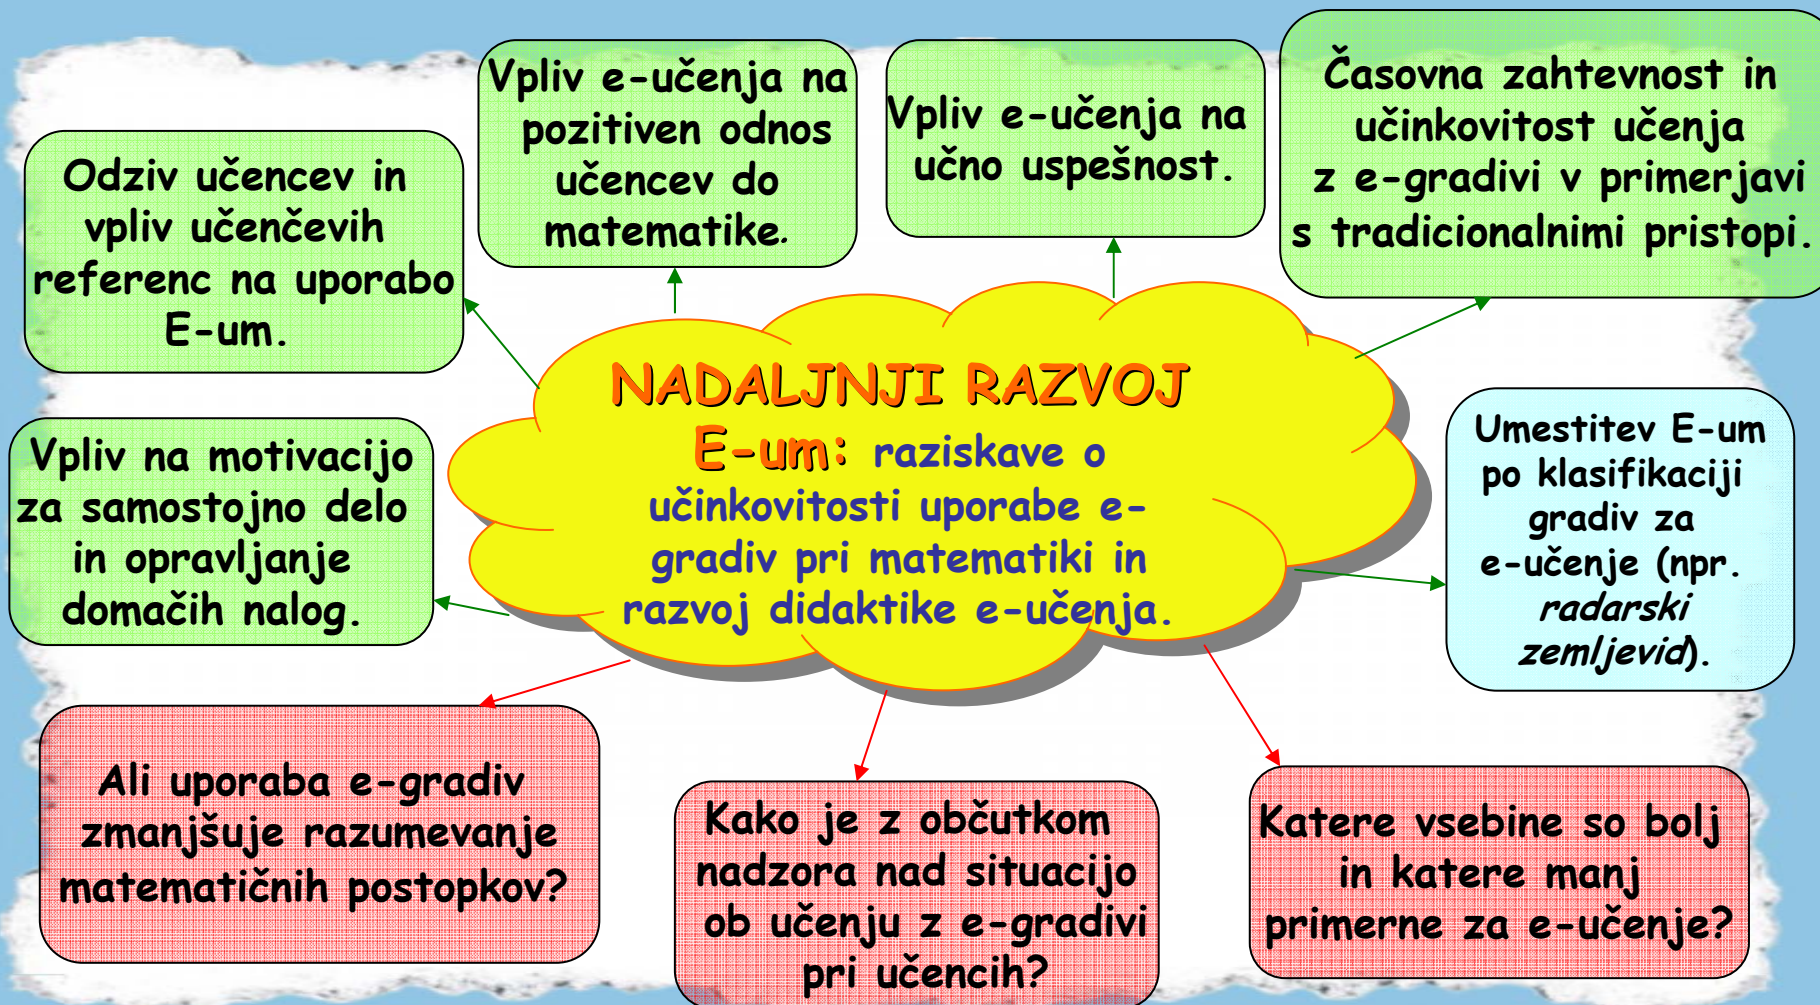 Vpliv e-učenja na
pozitiven odnos
učencev do
matematike.
Vpliv e-učenja na
učno uspešnost.
Časovna zahtevnost in
učinkovitost učenja
z e-gradivi v primerjavi
s tradicionalnimi pristopi.
Odziv učencev in
vpliv učenčevih
referenc na uporabo
E-um.
NADALJNJI RAZVOJ
E-um: raziskave o
učinkovitosti uporabe e-
gradiv pri matematiki in
razvoj didaktike e-učenja.
Umestitev E-um
po klasifikaciji
gradiv za
e-učenje (npr.
radarski
zemljevid).
Vpliv na motivacijo
za samostojno delo
in opravljanje
domačih nalog.
Ali uporaba e-gradiv
zmanjšuje razumevanje
matematičnih postopkov?
Kako je z občutkom
nadzora nad situacijo
ob učenju z e-gradivi
pri učencih?
Katere vsebine so bolj
in katere manj
primerne za e-učenje?